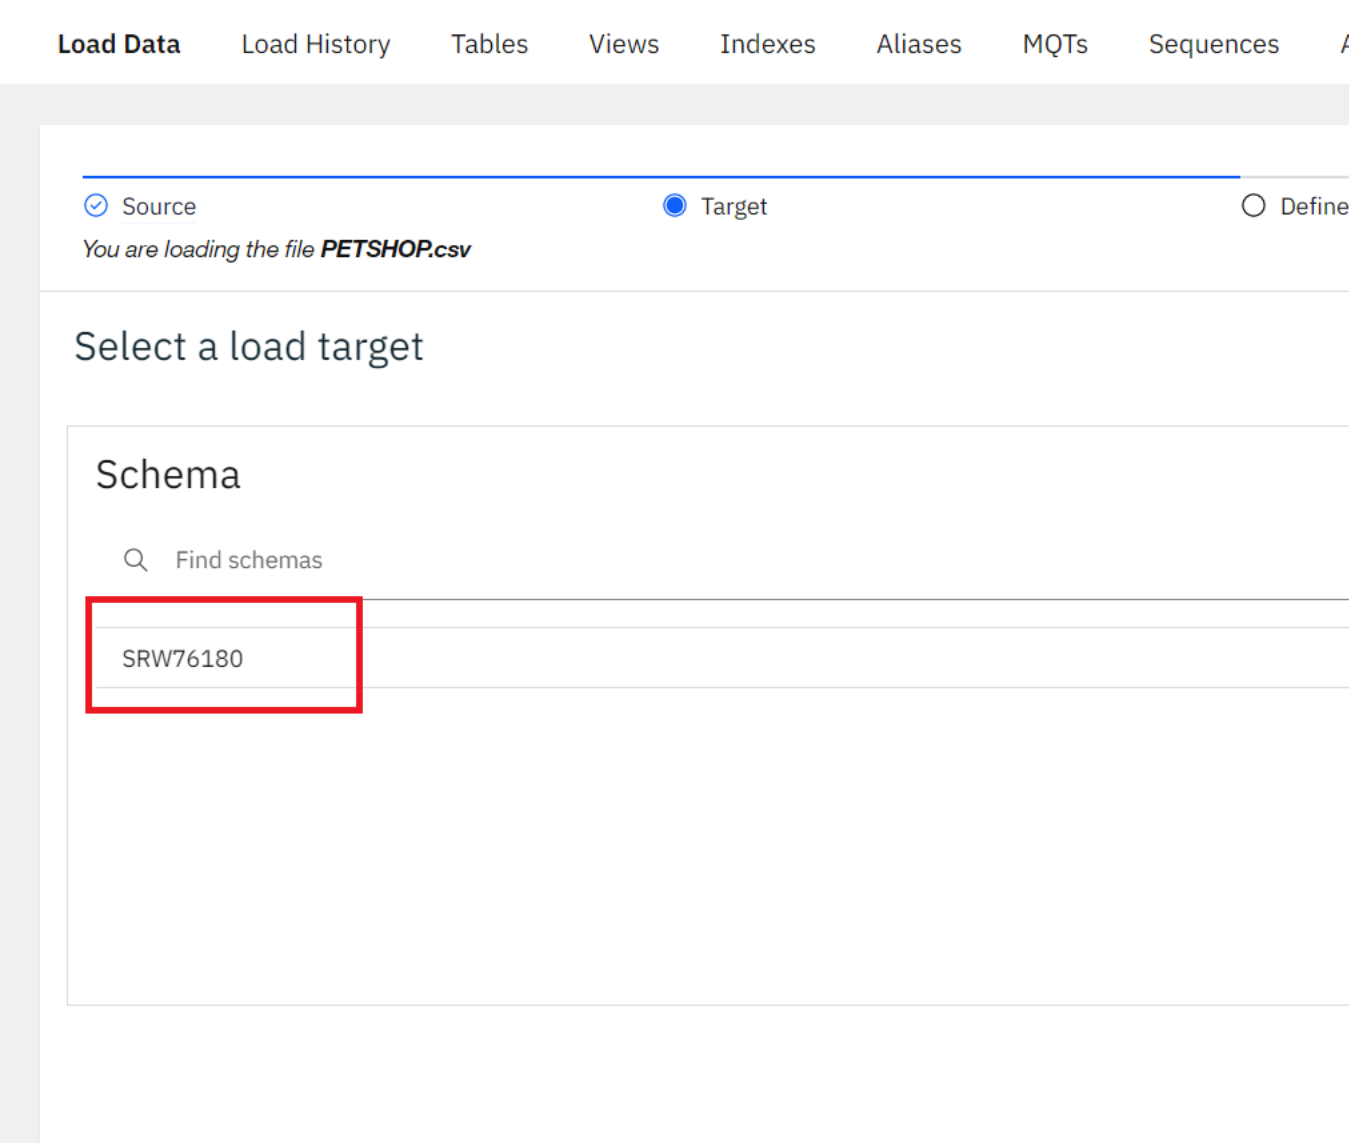 Load Data Load History Tables Views Indexes Aliases MQTs Sequences A
Source Target Define
You are loading the file PETSHOP.csv
Select a load target
Schema
Find schemas
SRW76180